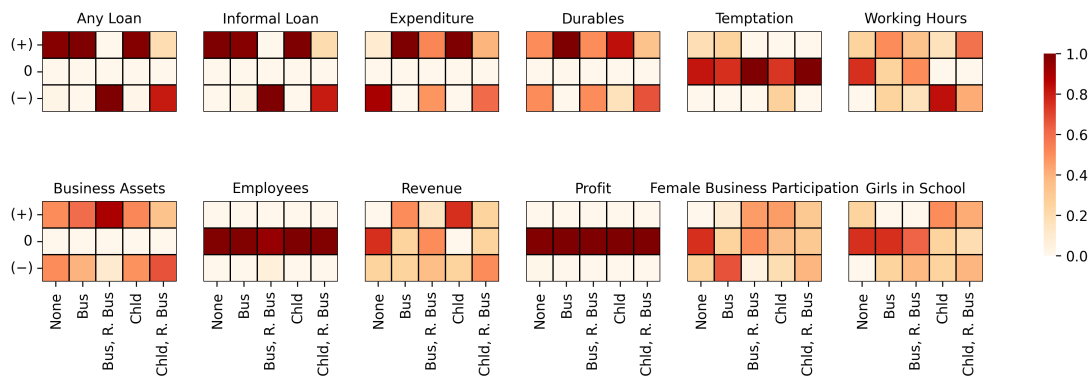 Any Loan
Informal Loan
Expenditure
Durables
Temptation
Working Hours
(+)
0
(−)
1.0
0.8
0.6
0.4
0.2
0.0
Business Assets
Employees
Revenue
Profit
Female Business Participation
Girls in School
(+)
0
(−)
None
Bus
Bus, R. Bus
Chld
Chld, R. Bus
None
Bus
Bus, R. Bus
Chld
Chld, R. Bus
None
Bus
Bus, R. Bus
Chld
Chld, R. Bus
None
Bus
Bus, R. Bus
Chld
Chld, R. Bus
None
Bus
Bus, R. Bus
Chld
Chld, R. Bus
None
Bus
Bus, R. Bus
Chld
Chld, R. Bus